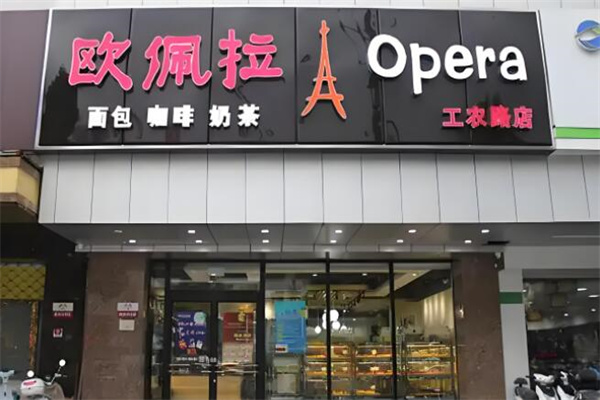 欧佩拉 Opera
面包 咖啡 奶茶 工农路店